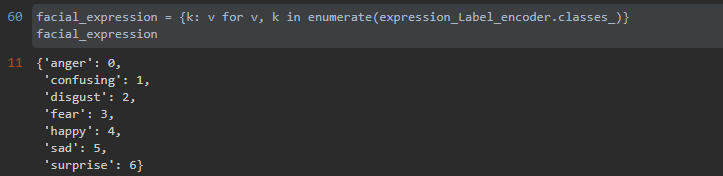 60 facial_expression = {k: v for v, k in enumerate(expression_Label_encoder.classes_)}
facial_expression
11 {'anger': 0,
'confusing': 1,
'disgust': 2,
'fear': 3,
'happy': 4,
'sad': 5,
'surprise': 6}